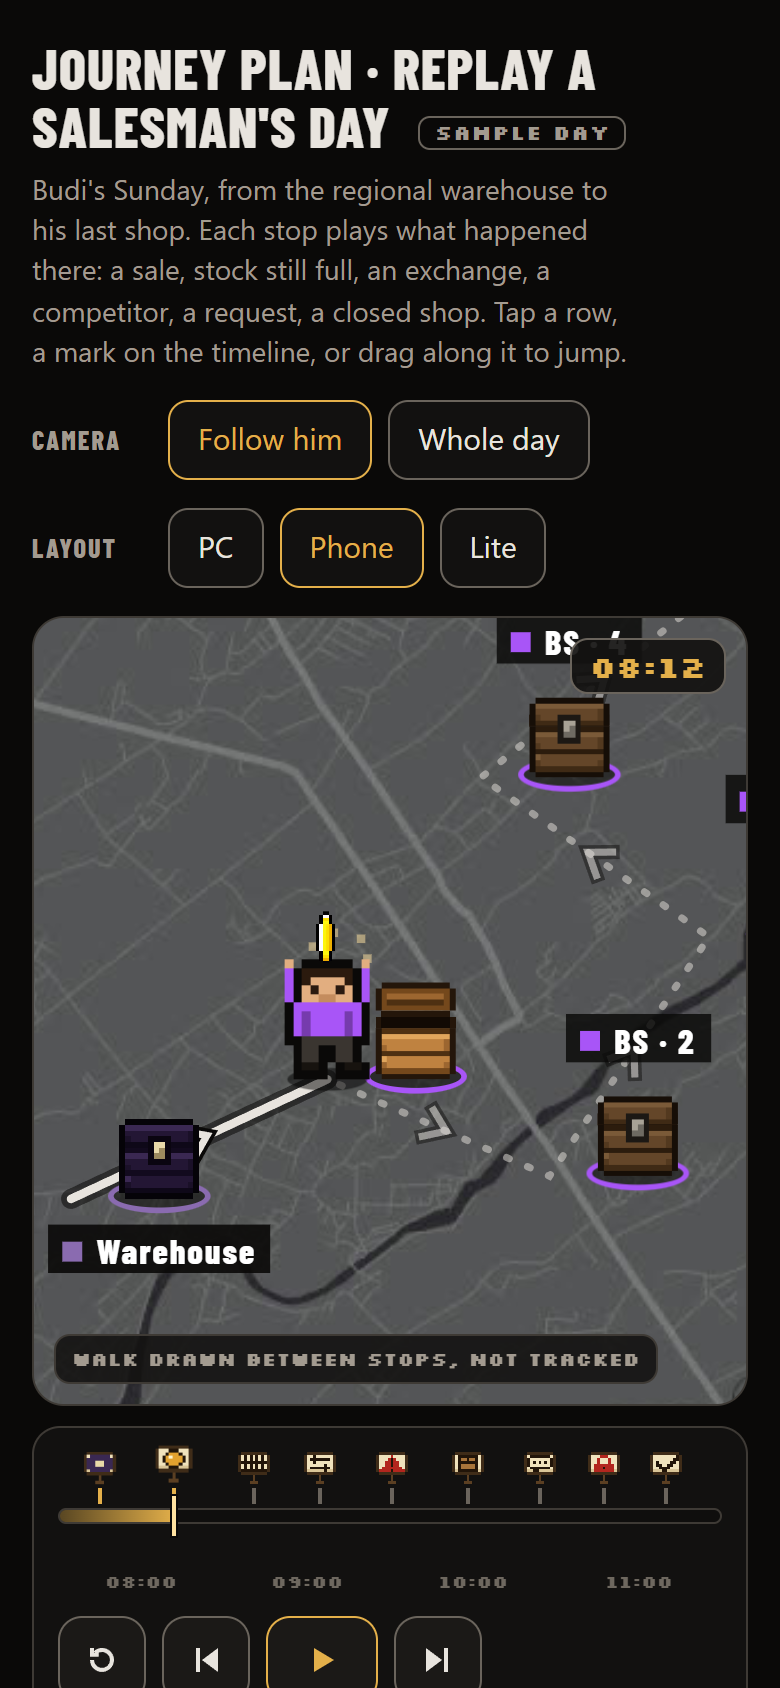 JOURNEY PLAN · REPLAY A
SALESMAN'S DAY SAMPLE DAY
Budi's Sunday, from the regional warehouse to
his last shop. Each stop plays what happened
there: a sale, stock still full, an exchange, a
competitor, a request, a closed shop. Tap a row,
a mark on the timeline, or drag along it to jump.
CAMERA Follow him Whole day
LAYOUT PC Phone Lite
BS · 4
08:12
BS · 2
Warehouse
WALK DRAWN BETWEEN STOPS, NOT TRACKED
08:00 09:00 10:00 11:00